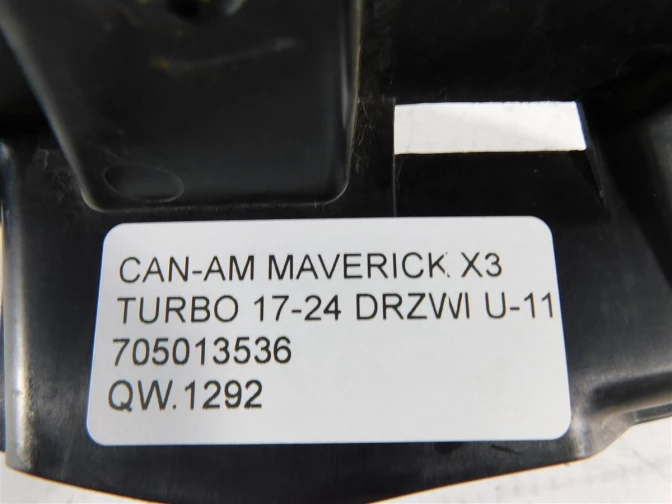 CAN-AM MAVERICK X3
TURBO 17-24 DRZWI U-11
705013536
QW.1292